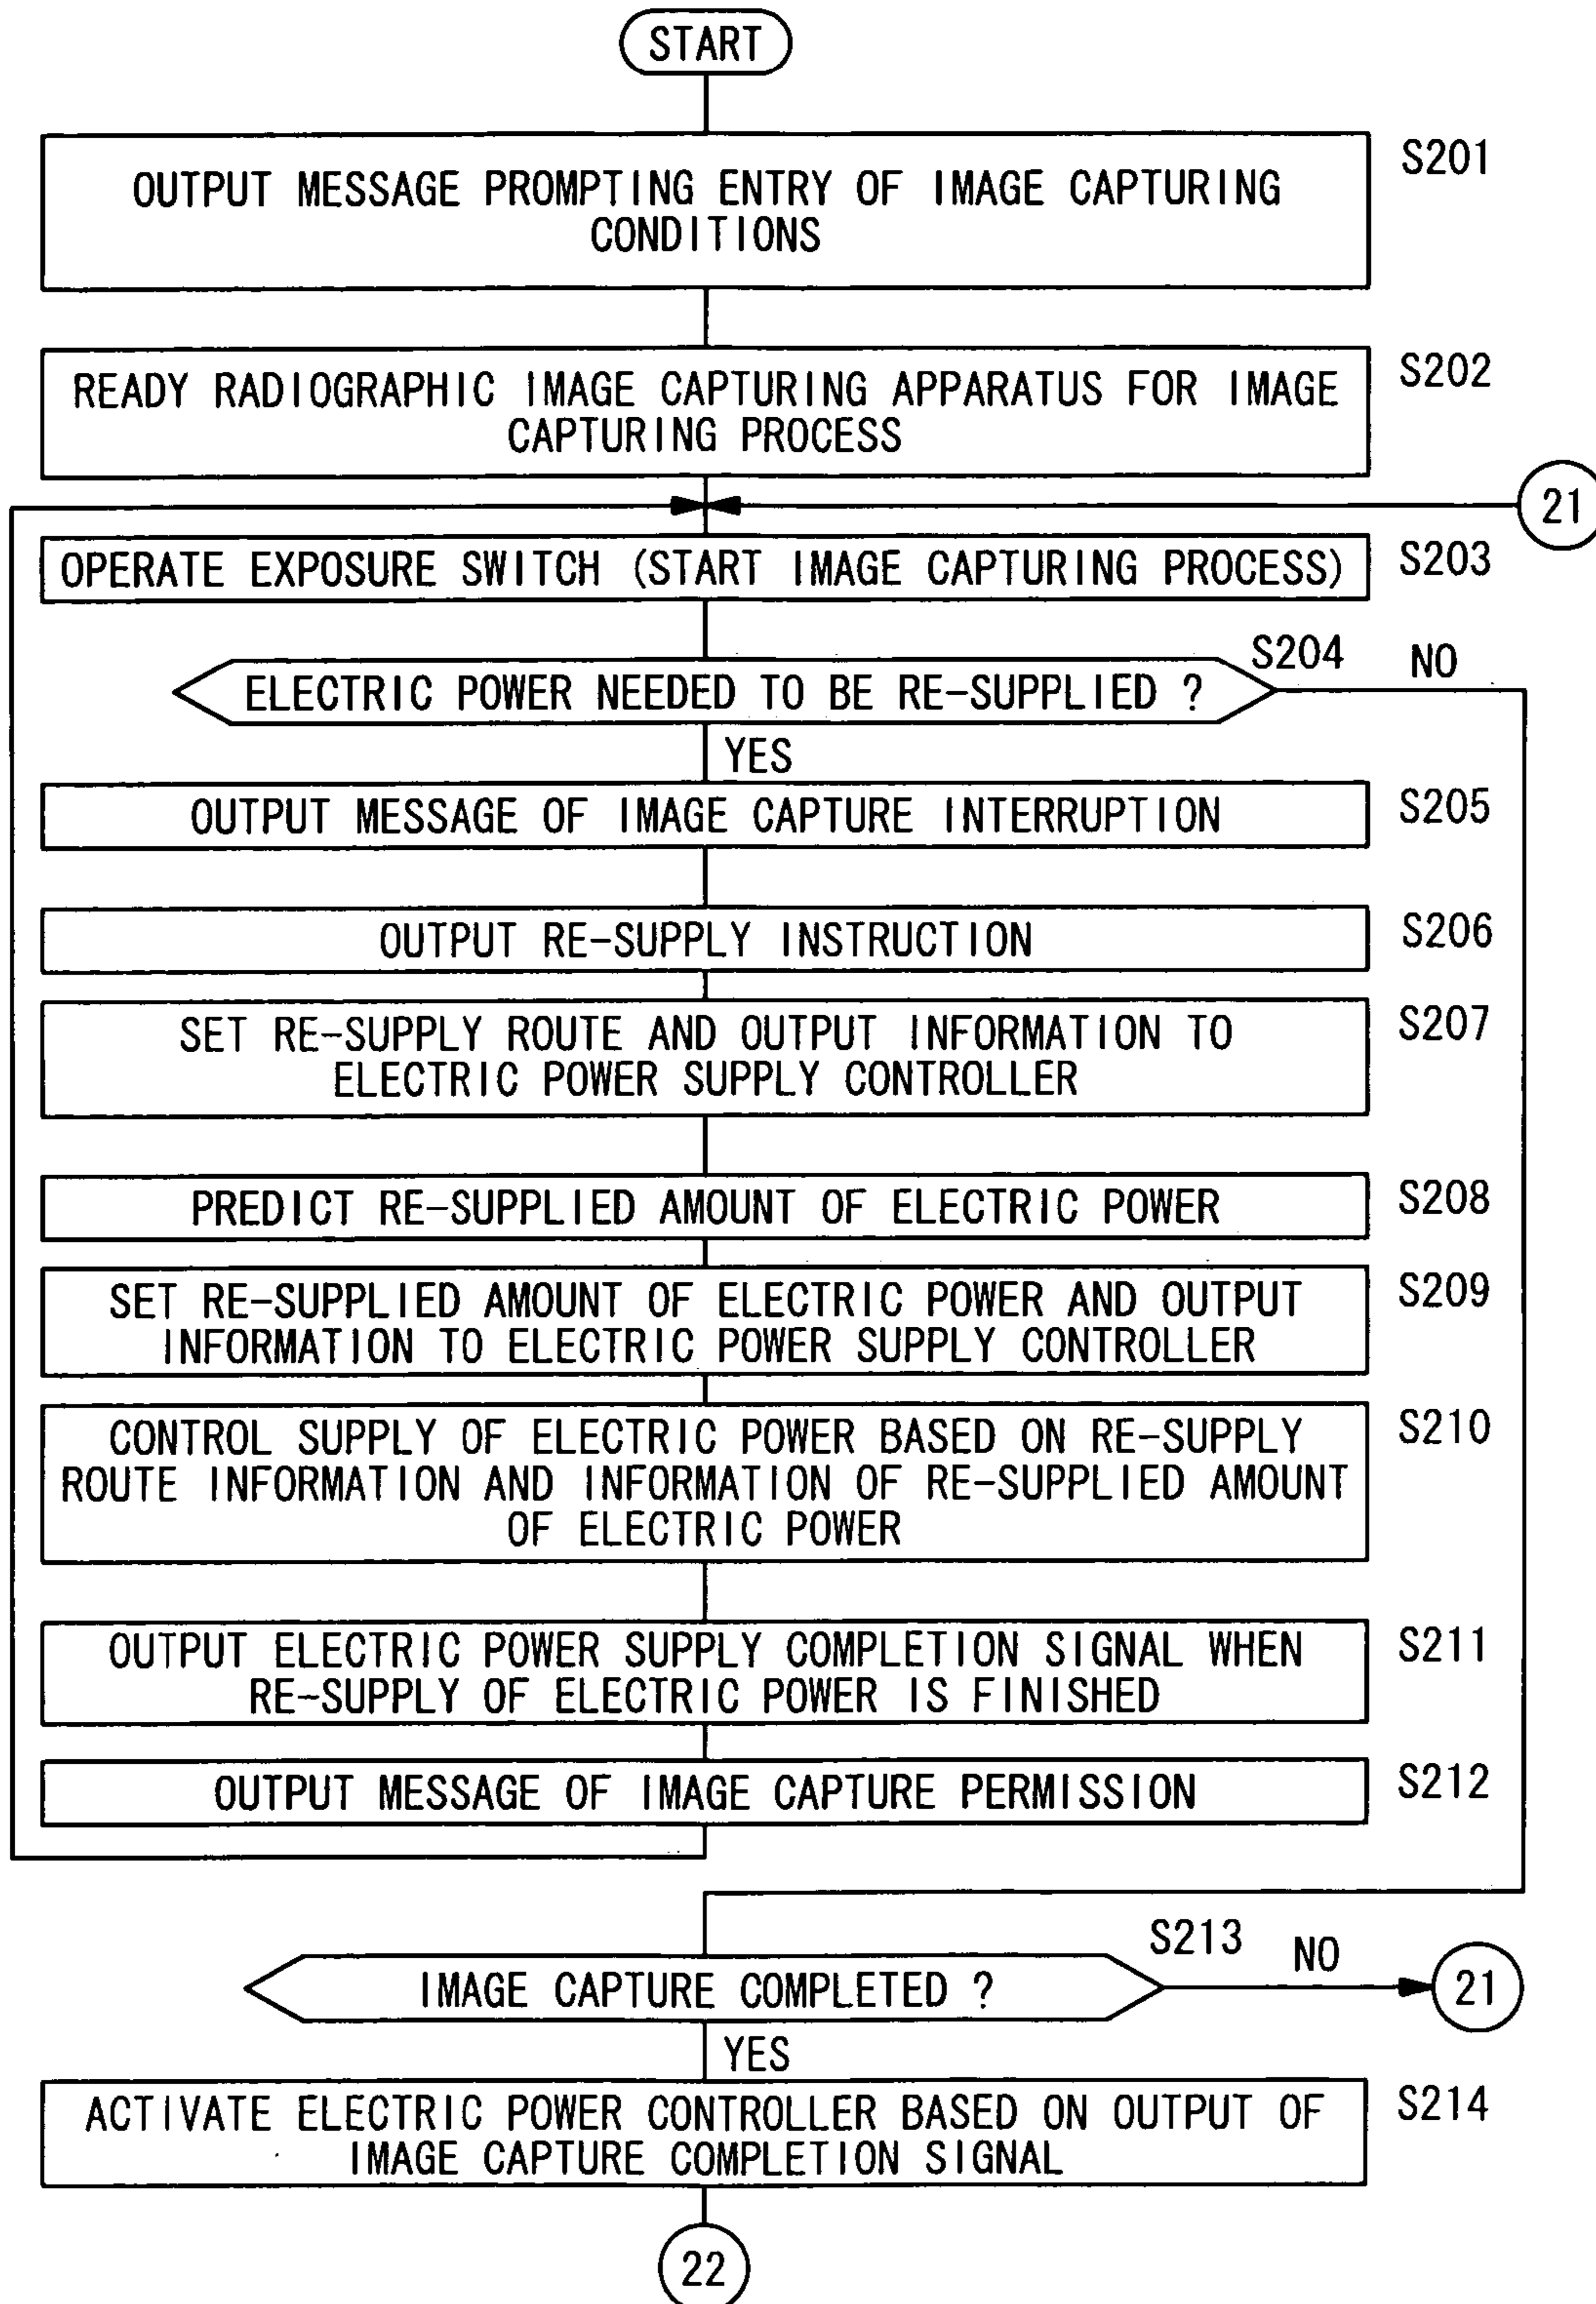 START
S201
OUTPUT MESSAGE PROMPTING ENTRY OF IMAGE CAPTURING
CONDITIONS
S202
READY RADIOGRAPHIC IMAGE CAPTURING APPARATUS FOR IMAGE
CAPTURING PROCESS
21
OPERATE EXPOSURE SWITCH (START IMAGE CAPTURING PROCESS)
S203
S204
NO
ELECTRIC POWER NEEDED TO BE RE-SUPPLIED ?
YES
OUTPUT MESSAGE OF IMAGE CAPTURE INTERRUPTION
S205
OUTPUT RE-SUPPLY INSTRUCTION
S206
SET RE-SUPPLY ROUTE AND OUTPUT INFORMATION TO
ELECTRIC POWER SUPPLY CONTROLLER
S207
PREDICT RE-SUPPLIED AMOUNT OF ELECTRIC POWER
S208
SET RE-SUPPLIED AMOUNT OF ELECTRIC POWER AND OUTPUT
INFORMATION TO ELECTRIC POWER SUPPLY CONTROLLER
S209
CONTROL SUPPLY OF ELECTRIC POWER BASED ON RE-SUPPLY
ROUTE INFORMATION AND INFORMATION OF RE-SUPPLIED AMOUNT
OF ELECTRIC POWER
S210
OUTPUT ELECTRIC POWER SUPPLY COMPLETION SIGNAL WHEN
RE-SUPPLY OF ELECTRIC POWER IS FINISHED
S211
OUTPUT MESSAGE OF IMAGE CAPTURE PERMISSION
S212
S213
NO
IMAGE CAPTURE COMPLETED ?
21
YES
ACTIVATE ELECTRIC POWER CONTROLLER BASED ON OUTPUT OF
IMAGE CAPTURE COMPLETION SIGNAL
S214
22